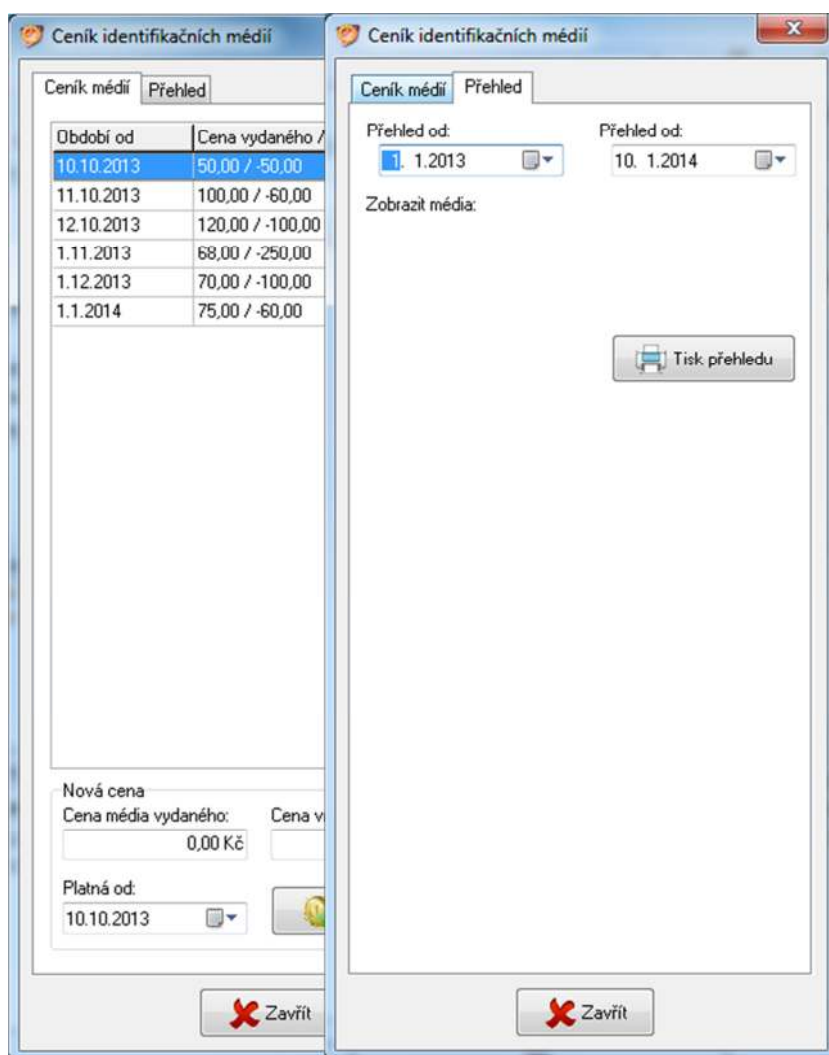 Ceník identifikačních médií
Ceník médií
Přehled
Období od
Cena vydaného /
10.10.2013
50,00 / -50,00
11.10.2013
100,00 / -60,00
12.10.2013
120,00 / -100,00
1.11.2013
68,00 / -250,00
1.12.2013
70,00 / -100,00
1.1.2014
75,00 / -60,00
Nová cena
Cena média vydaného:
Cena v
0,00 Kč
Platná od:
10.10.2013
Zavřít
Ceník identifikačních médií
Ceník médií
Přehled
Přehled od:
Přehled od:
1. 1.2013
10. 1.2014
Zobrazit média:
Tisk přehledu
Zavřít